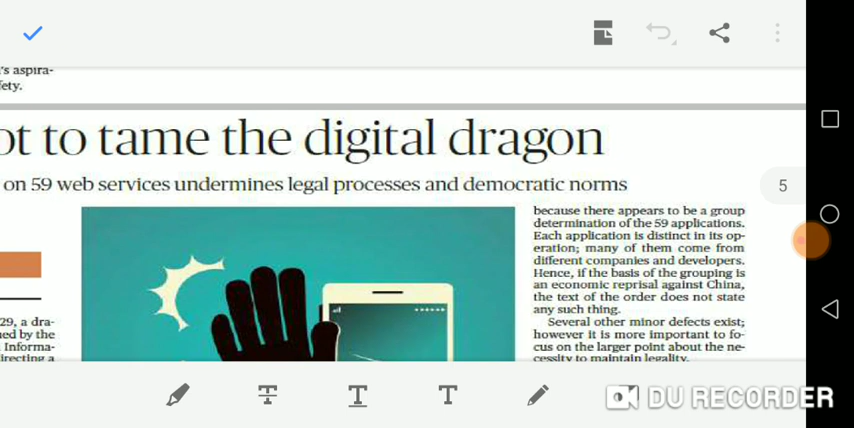 's aspira-
fety.
ot to tame the digital dragon
on 59 web services undermines legal processes and democratic norms
5
29, a dra-
ned by the
Informa-
irecting a
because there appears to be a group
determination of the 59 applications.
Each application is distinct in its op-
eration; many of them come from
different companies and developers.
Hence, if the basis of the grouping is
an economic reprisal against China,
the text of the order does not state
any such thing.
Several other minor defects exist;
however it is more important to fo-
cus on the larger point about the ne-
cessity to maintain legality.
T
T
T
DU RECORDER